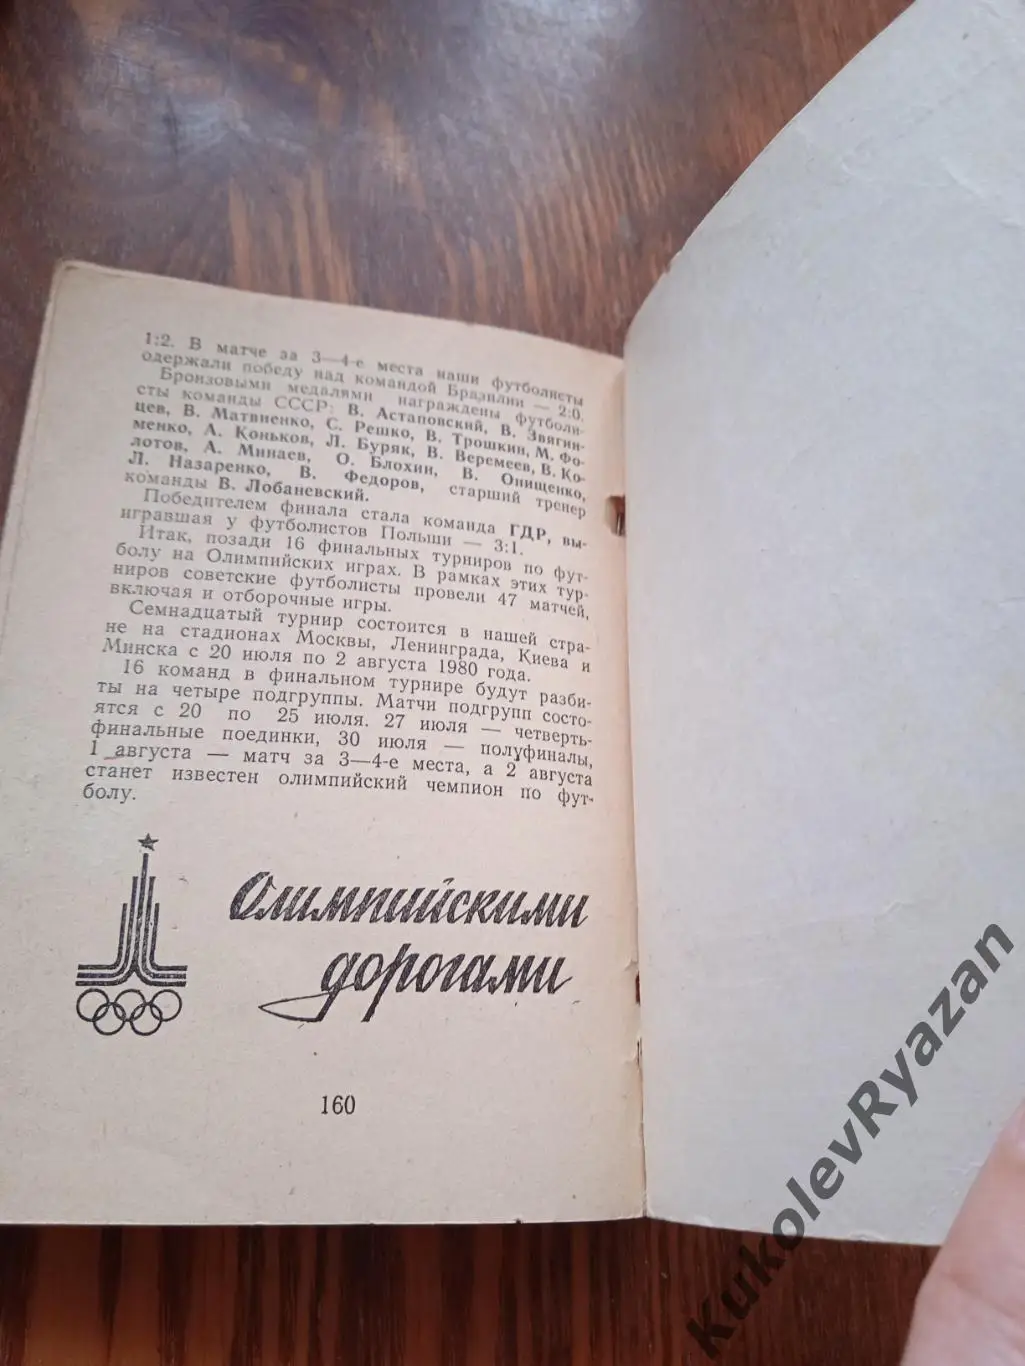 1:2. В матче за 3—4-е места наши футболисты
одержали победу над командой Бразилии — 2:0.
Бронзовыми медалями награждены футболи-
сты команды СССР: В. Астаповский, В. Звягин-
цев, В. Матвиенко, С. Решко, В. Трошкин, М. Фо-
менко, А. Коньков, Л. Буряк, В. Веремеев, В. Ко-
лотов, А. Минаев, О. Блохин, В. Онищенко,
Л. Назаренко, В. Федоров, старший тренер
команды В. Лобановский.
Победителем финала стала команда ГДР, вы-
игравшая у футболистов Польши — 3:1.
Итак, позади 16 финальных турниров по фут-
болу на Олимпийских играх. В рамках этих тур-
ниров советские футболисты провели 47 матчей,
включая и отборочные игры.
Семнадцатый турнир состоится в нашей стра-
не на стадионах Москвы, Ленинграда, Киева и
Минска с 20 июля по 2 августа 1980 года.
16 команд в финальном турнире будут разби-
ты на четыре подгруппы. Матчи подгрупп состо-
ятся с 20 по 25 июля. 27 июля — четверть-
финальные поединки, 30 июля — полуфиналы,
1 августа — матч за 3—4-е места, а 2 августа
станет известен олимпийский чемпион по фут-
болу.
Олимпийскими
дорогами
160
KukolevRyazan